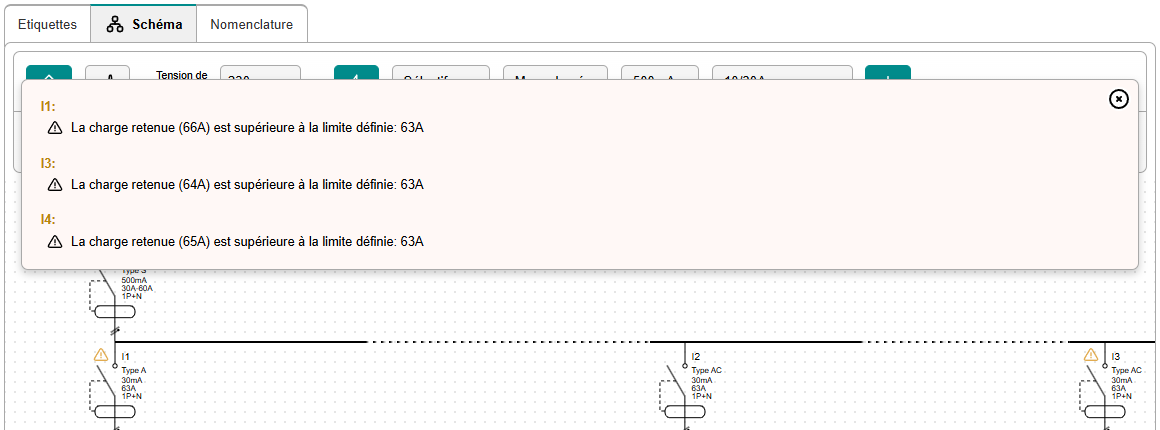 Etiquettes
Schéma
Nomenclature
Tension de
I1:
La charge retenue (66A) est supérieure à la limite définie: 63A
I3:
La charge retenue (64A) est supérieure à la limite définie: 63A
I4:
La charge retenue (65A) est supérieure à la limite définie: 63A
500mA
30A-60A
1P+N
I1
Type A
30mA
63A
1P+N
I2
Type AC
30mA
63A
1P+N
I3
Type AC
30mA
63A
1P+N